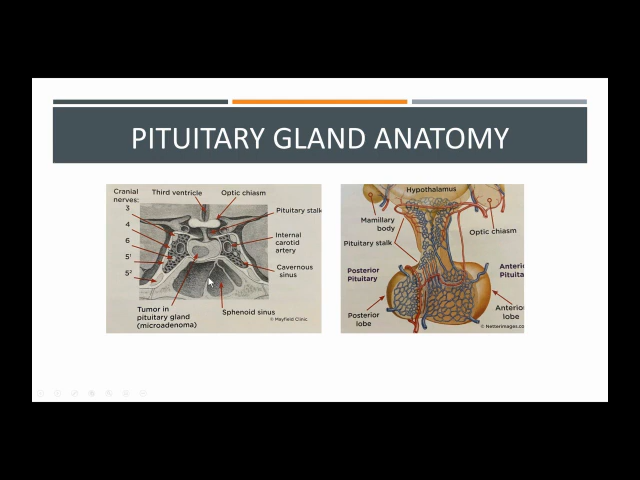 PITUITARY GLAND ANATOMY
Cranial
nerves:
Third ventricle
Optic chiasm
3
4
6
5¹
5²
Pituitary stalk
Internal
carotid
artery
Cavernous
sinus
Tumor in
pituitary gland
(microadenoma)
Sphenoid sinus
© Mayfield Clinic
Hypothalamus
Mamillary
body
Optic chiasm
Pituitary stalk
Posterior
Pituitary
Anteri
Pituita
Posterior
lobe
Anterio
lobe
© Netterimages.co